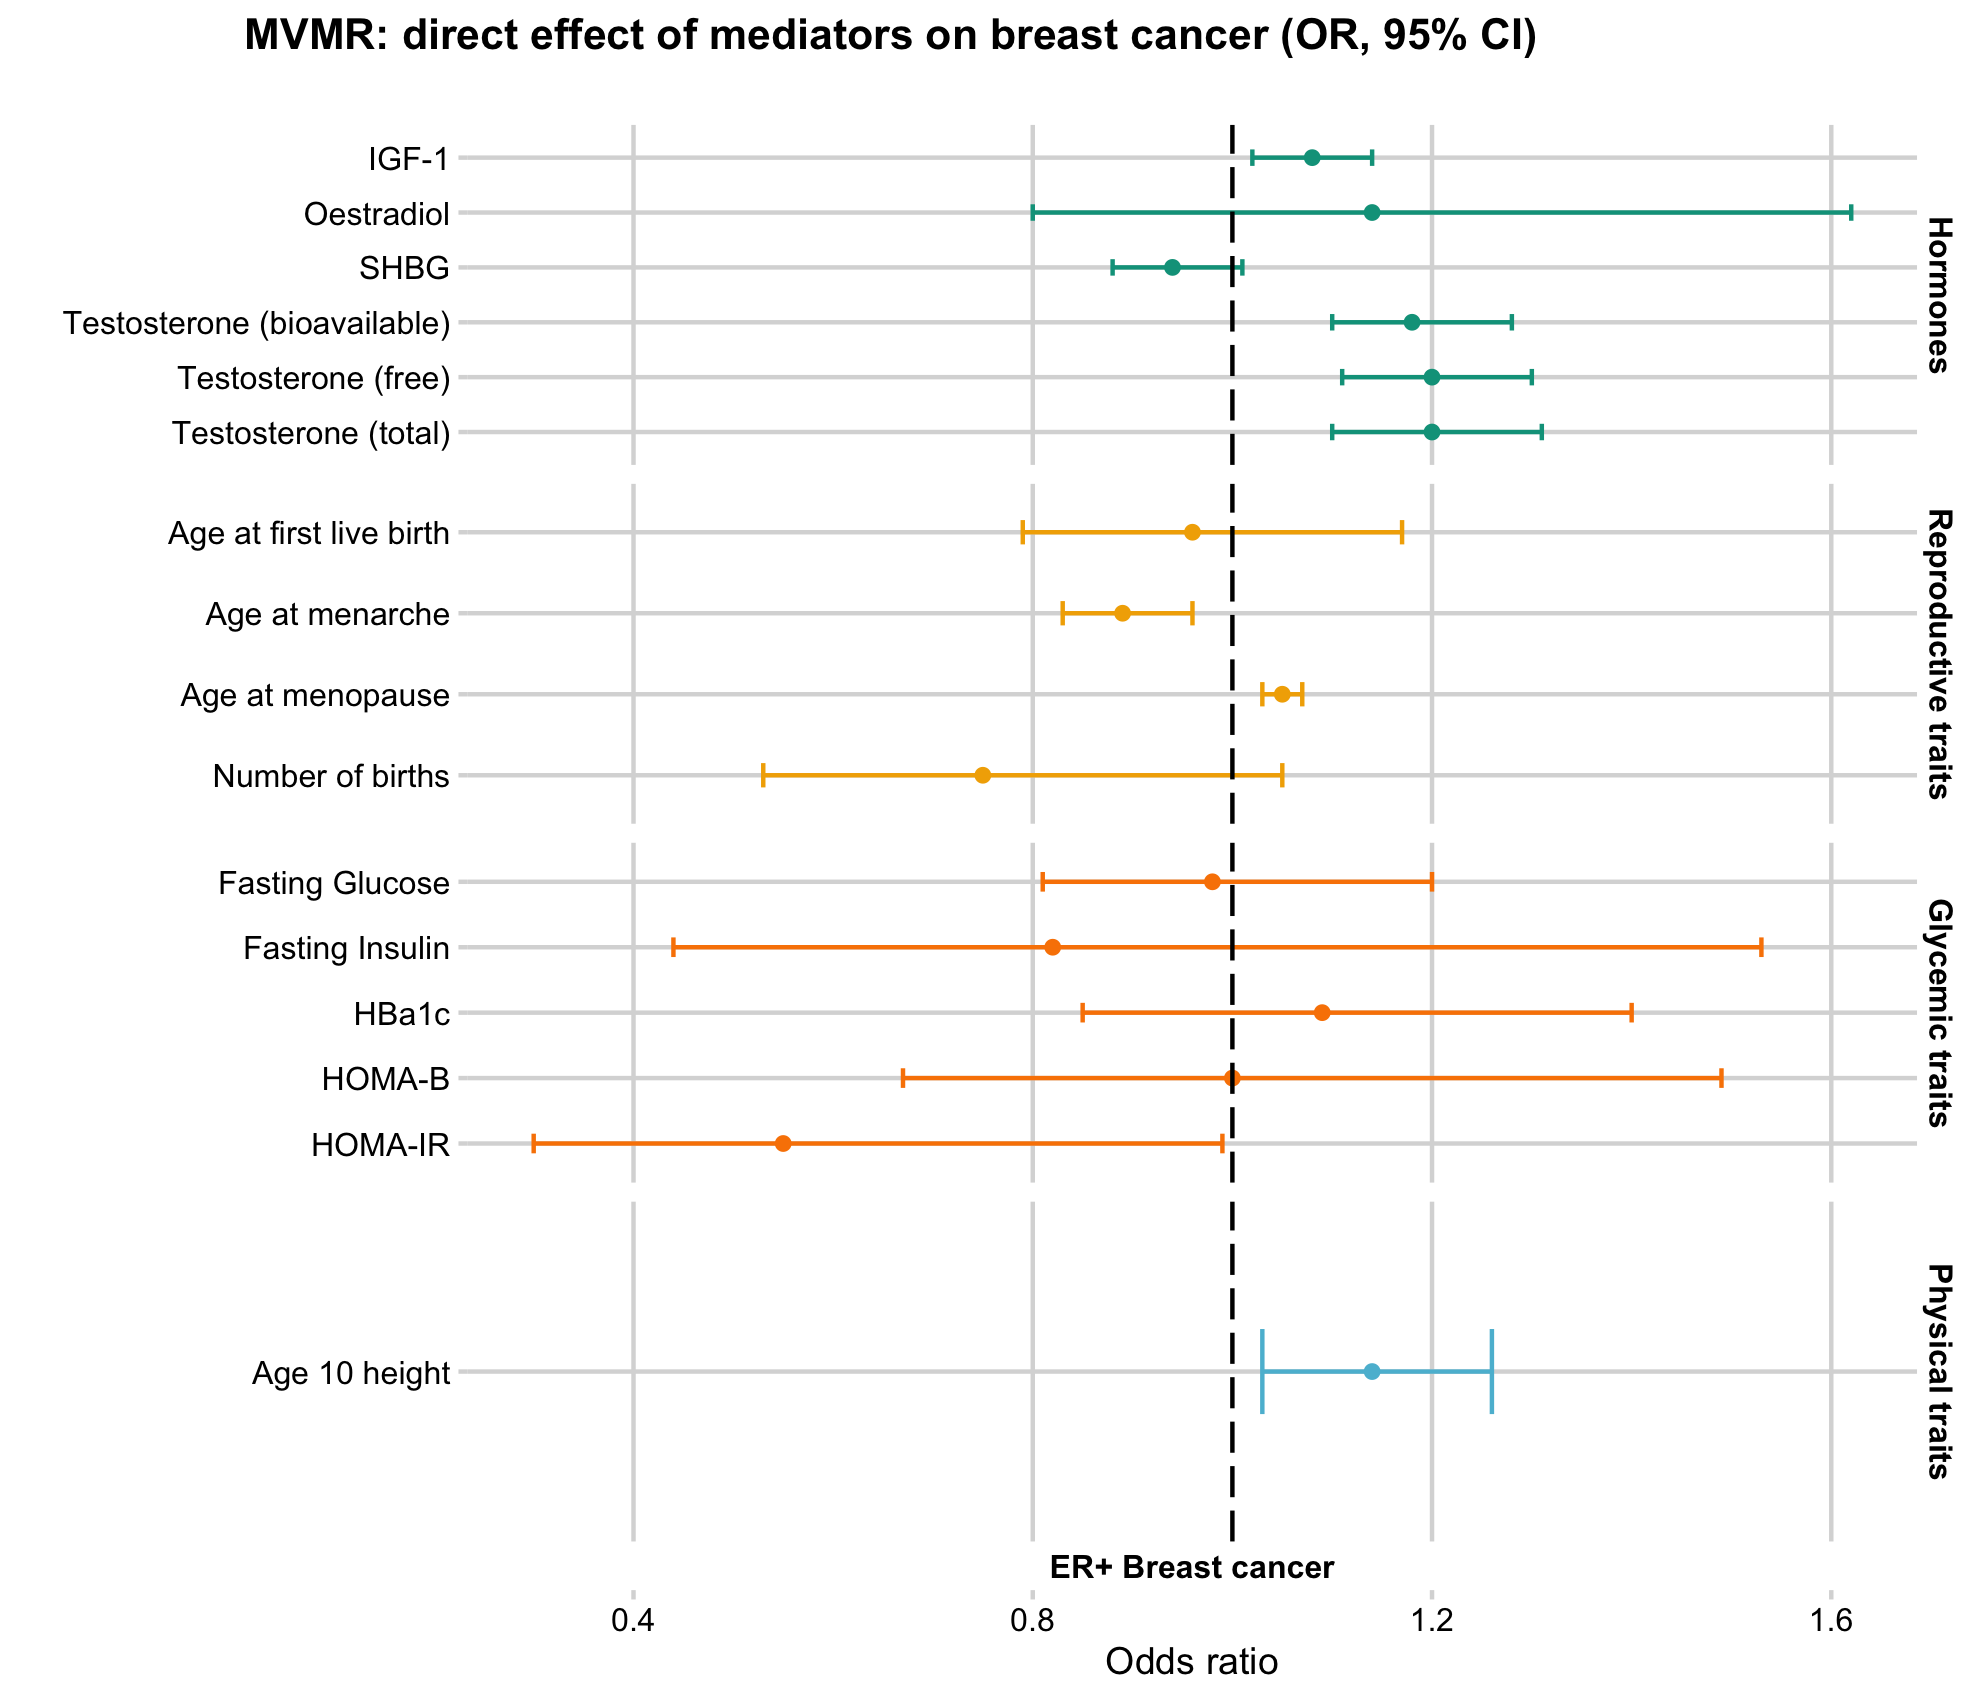 MVMR: direct effect of mediators on breast cancer (OR, 95% CI)
IGF-1
Oestradiol
SHBG
Testosterone (bioavailable)
Testosterone (free)
Testosterone (total)
Hormones
Age at first live birth
Age at menarche
Age at menopause
Number of births
Reproductive traits
Fasting Glucose
Fasting Insulin
HBa1c
HOMA-B
HOMA-IR
Glycemic traits
Age 10 height
Physical traits
ER+ Breast cancer
0.4 0.8 1.2 1.6
Odds ratio